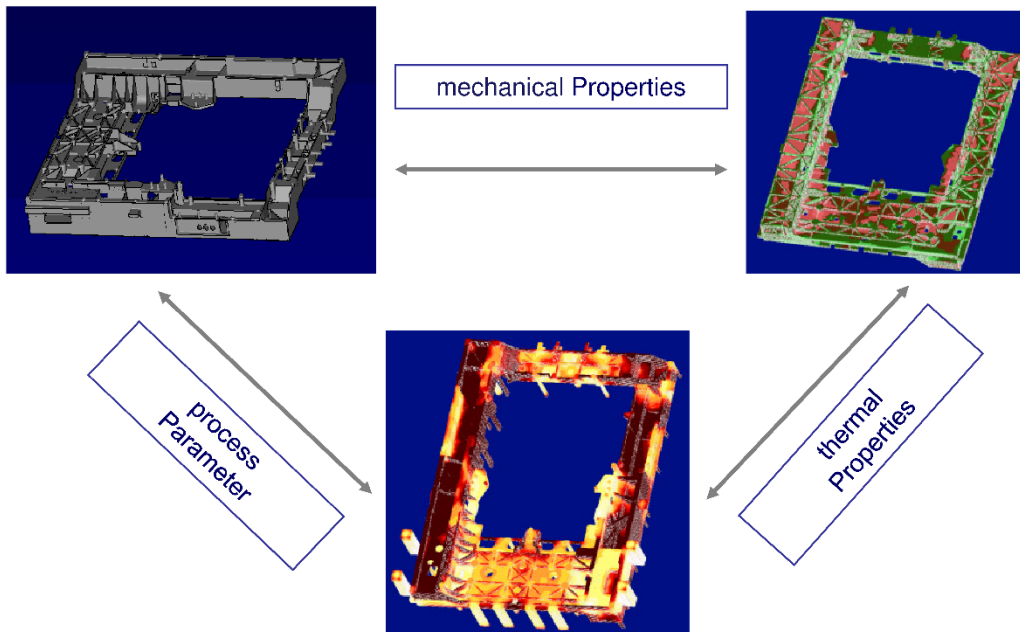 mechanical Properties
process
Parameter
thermal
Properties